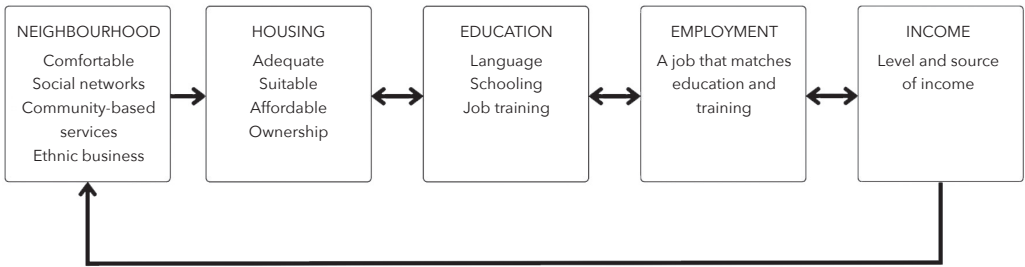 NEIGHBOURHOOD
Comfortable
Social networks
Community-based
services
Ethnic business
HOUSING
Adequate
Suitable
Affordable
Ownership
EDUCATION
Language
Schooling
Job training
EMPLOYMENT
A job that matches
education and
training
INCOME
Level and source
of income